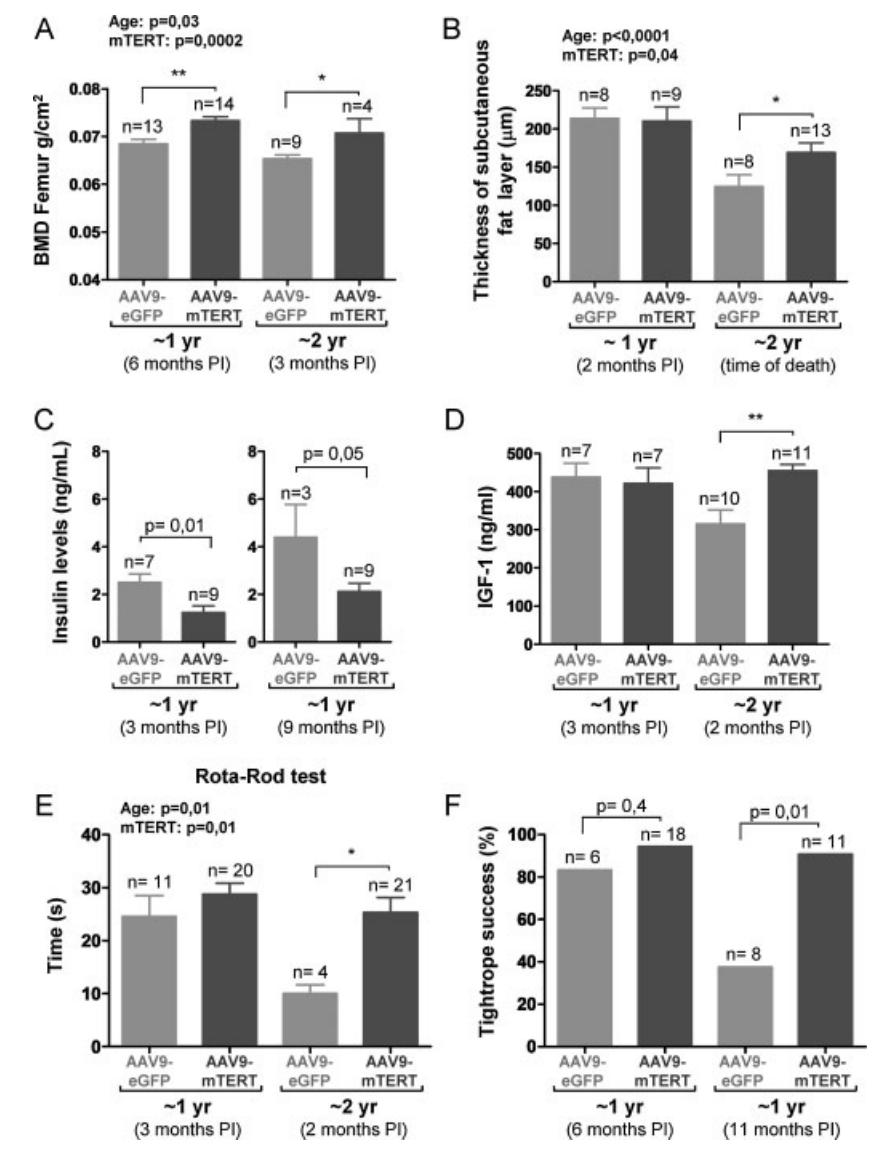 A
Age: p=0,03
mTERT: p=0,0002
BMD Femur g/cm²
0.08
0.07
0.06
0.05
0.04
**
*
n=13
n=14
n=9
n=4
AAV9-
eGFP
AAV9-
mTERT
AAV9-
eGFP
AAV9-
mTERT
~1 yr
(6 months PI)
~2 yr
(3 months PI)
B
Age: p<0,0001
mTERT: p=0,04
Thickness of subcutaneous
fat layer (μm)
250
200
150
100
50
0
*
n=8
n=9
n=8
n=13
AAV9-
eGFP
AAV9-
mTERT
AAV9-
eGFP
AAV9-
mTERT
~ 1 yr
(2 months PI)
~2 yr
(time of death)
C
Insulin levels (ng/mL)
8
6
4
2
0
p= 0,01
n=7
n=9
AAV9-
eGFP
AAV9-
mTERT
~1 yr
(3 months PI)
8
6
4
2
0
p= 0,05
n=3
n=9
AAV9-
eGFP
AAV9-
mTERT
~1 yr
(9 months PI)
D
IGF-1 (ng/ml)
500
400
300
200
100
0
**
n=7
n=7
n=10
n=11
AAV9-
eGFP
AAV9-
mTERT
AAV9-
eGFP
AAV9-
mTERT
~1 yr
(3 months PI)
~2 yr
(2 months PI)
Rota-Rod test
E
Age: p=0,01
mTERT: p=0,01
Time (s)
40
30
20
10
0
*
n= 11
n= 20
n= 4
n= 21
AAV9-
eGFP
AAV9-
mTERT
AAV9-
eGFP
AAV9-
mTERT
~1 yr
(3 months PI)
~2 yr
(2 months PI)
F
Tightrope success (%)
100
80
60
40
20
0
p= 0,4
p= 0,01
n= 6
n= 18
n= 8
n= 11
AAV9-
eGFP
AAV9-
mTERT
AAV9-
eGFP
AAV9-
mTERT
~1 yr
(6 months PI)
~1 yr
(11 months PI)